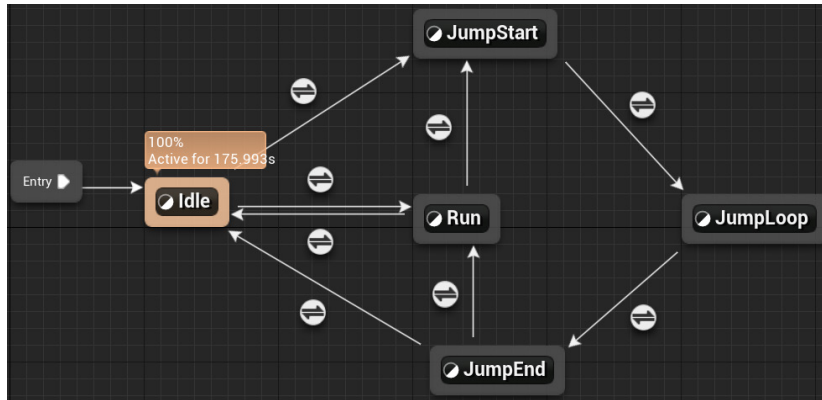 JumpStart
100%
Active for 175,993s
Entry
Idle
Run
JumpLoop
JumpEnd